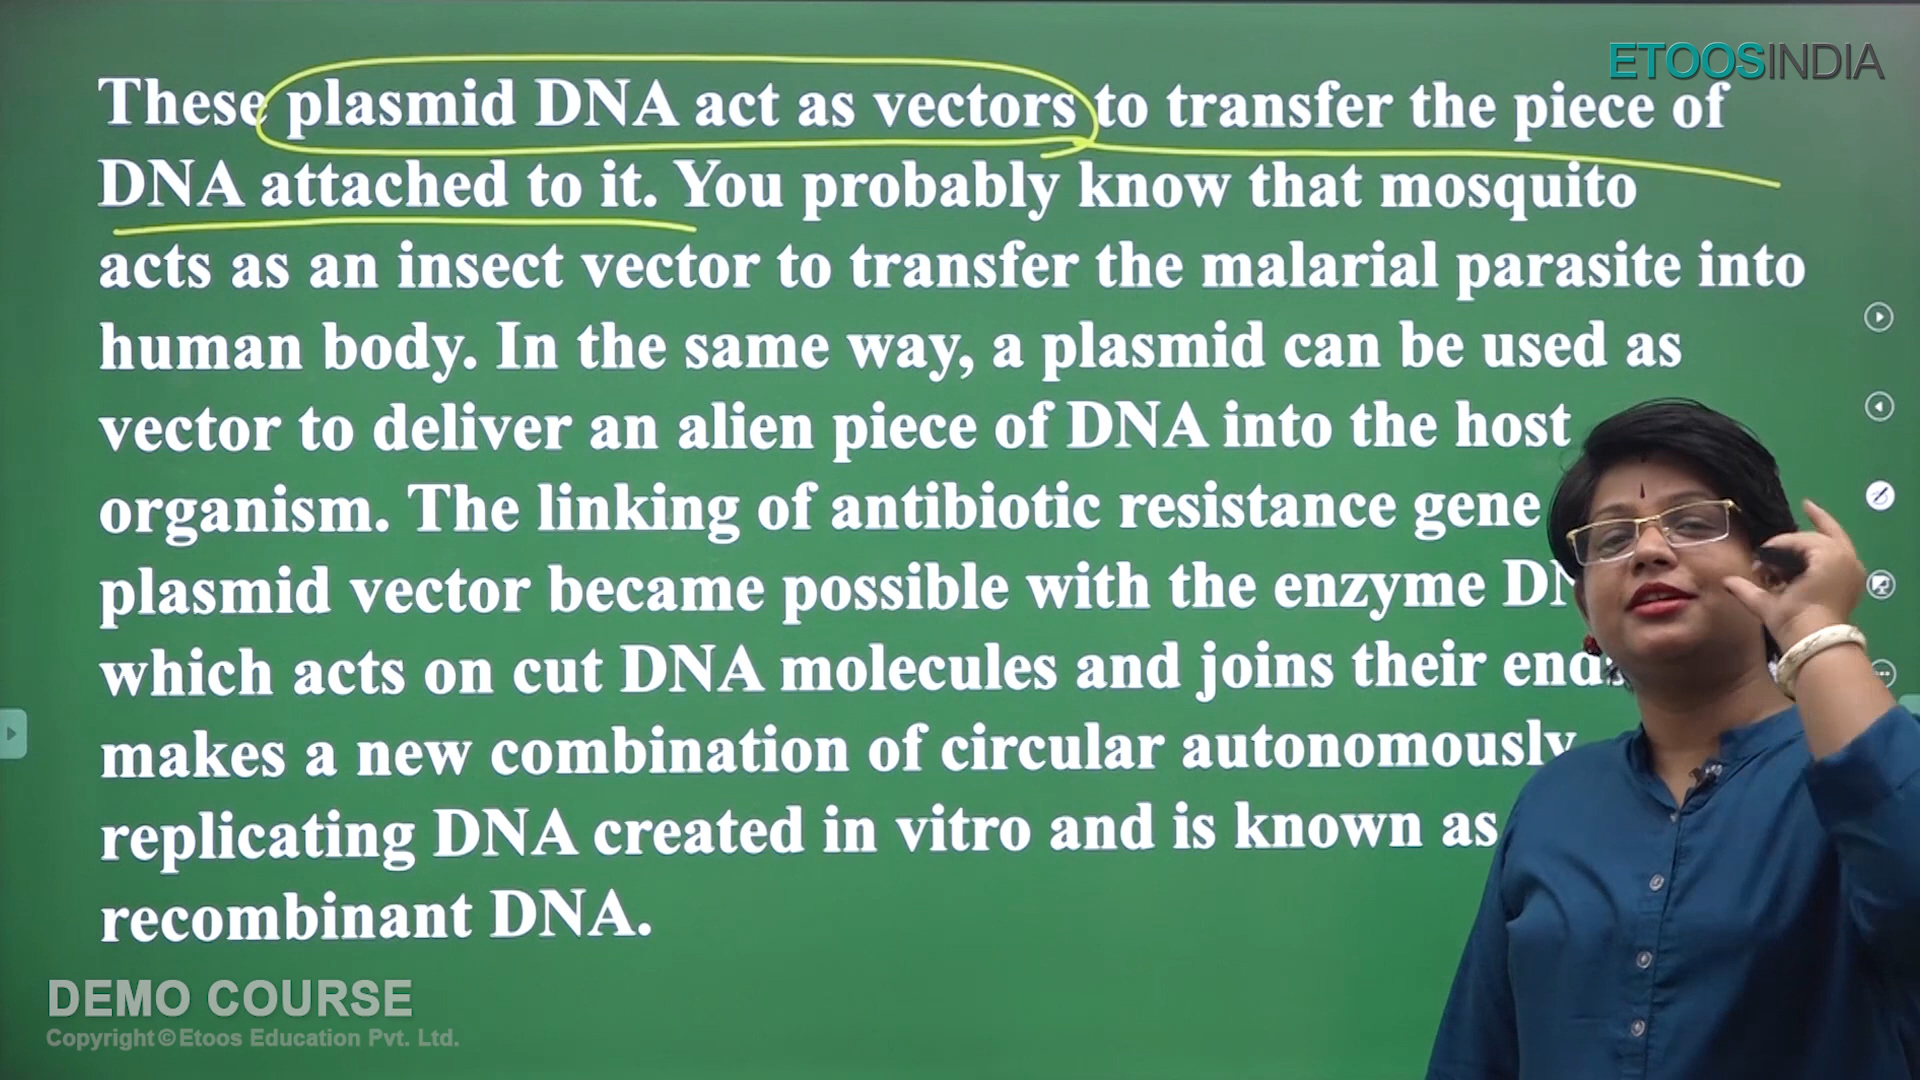 ETOOSINDIA
These plasmid DNA act as vectors to transfer the piece of
DNA attached to it. You probably know that mosquito
acts as an insect vector to transfer the malarial parasite into
human body. In the same way, a plasmid can be used as
vector to deliver an alien piece of DNA into the host
organism. The linking of antibiotic resistance gene
plasmid vector became possible with the enzyme
which acts on cut DNA molecules and joins their
makes a new combination of circular autonomously
replicating DNA created in vitro and is known as
recombinant DNA.
DEMO COURSE
Copyright © Etoos Education Pvt. Ltd.